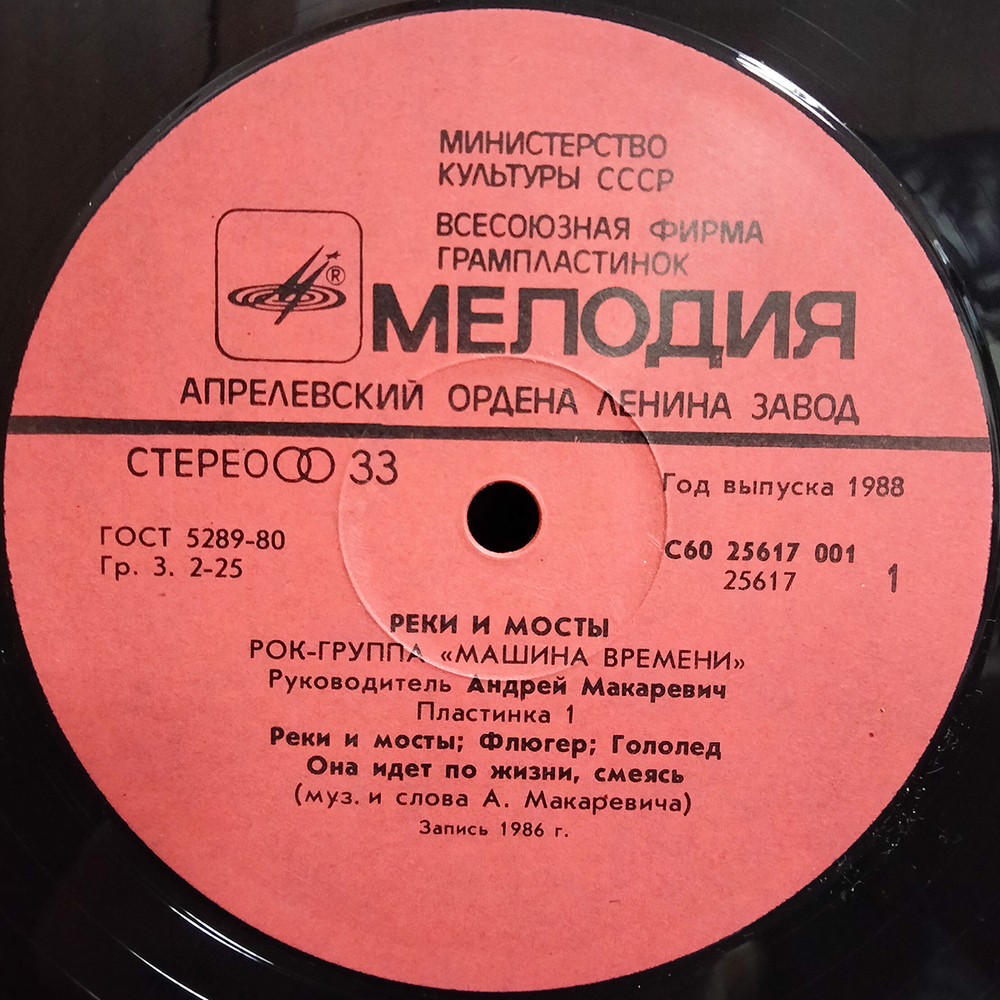 МИНИСТЕРСТВО
КУЛЬТУРЫ СССР
ВСЕСОЮЗНАЯ ФИРМА
ГРАМПЛАСТИНОК
®
МЕЛОДИЯ
АПРЕЛЕВСКИЙ ОРДЕНА ЛЕНИНА ЗАВОД
СТЕРЕО 33
Год выпуска 1988
ГОСТ 5289-80
Гр. 3. 2-25
С60 25617 001
25617 1
РЕКИ И МОСТЫ
РОК-ГРУППА «МАШИНА ВРЕМЕНИ»
Руководитель Андрей Макаревич
Пластинка 1
Реки и мосты; Флюгер; Гололед
Она идет по жизни, смеясь
(муз. и слова А. Макаревича)
Запись 1986 г.